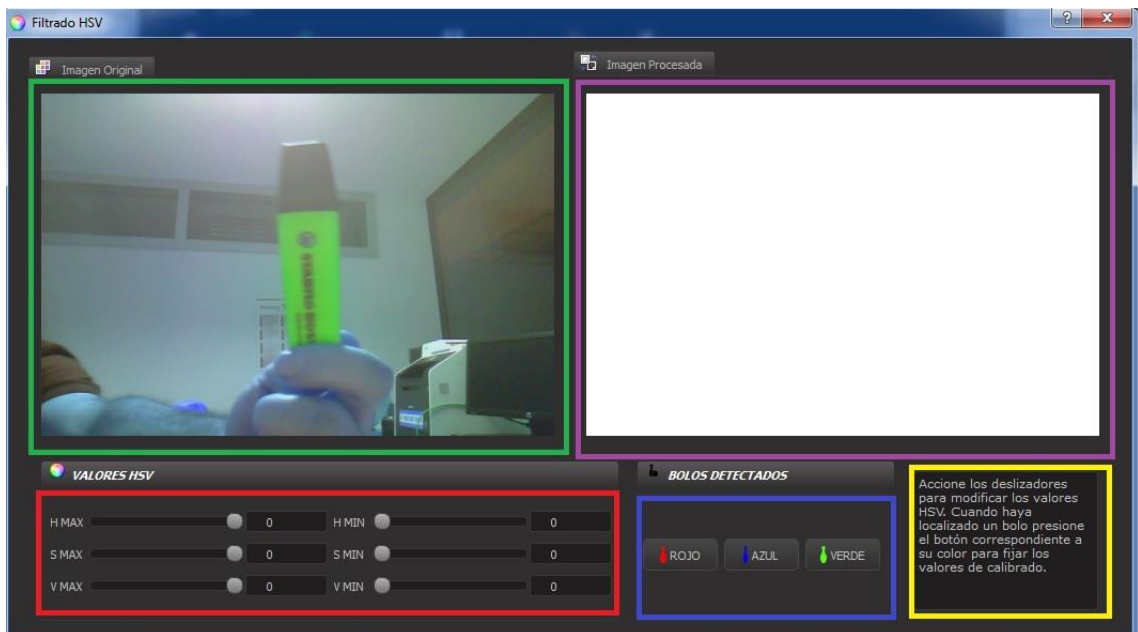 Filtrado HSV
Imagen Original
Imagen Procesada
STABILO BOSS
VALORES HSV
BOLOS DETECTADOS
H MAX 0 H MIN 0
S MAX 0 S MIN 0
V MAX 0 V MIN 0
ROJO AZUL VERDE
Accione los deslizadores
para modificar los valores
HSV. Cuando haya
localizado un bolo presione
el botón correspondiente a
su color para fijar los
valores de calibrado.